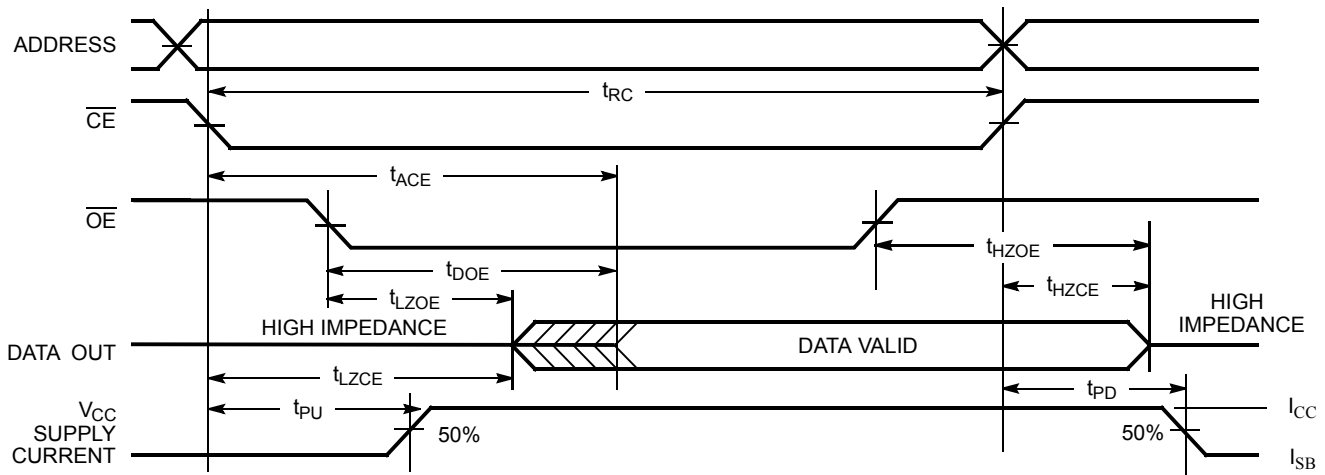 ADDRESS
tRC
CE
tACE
OE
tHZOE
tDOE
tLZOE
tHZCE
HIGH IMPEDANCE
HIGH
IMPEDANCE
DATA OUT
DATA VALID
tLZCE
tPD
VCC
SUPPLY
CURRENT
tPU
50%
50%
ICC
ISB